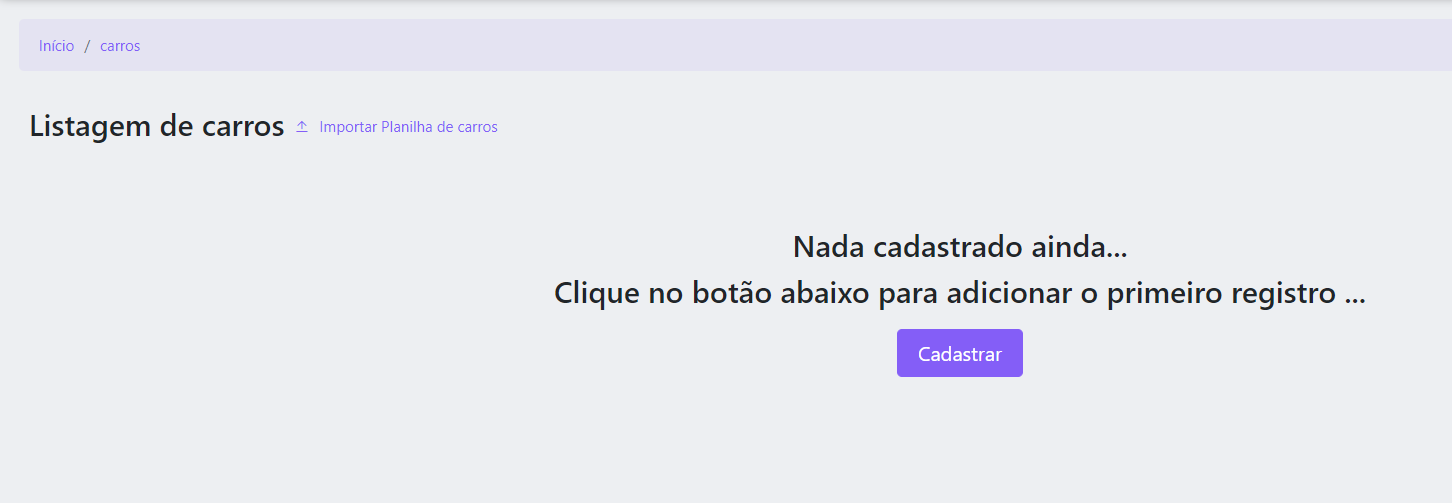 Início / carros
Listagem de carros Importar Planilha de carros
Nada cadastrado ainda...
Clique no botão abaixo para adicionar o primeiro registro ...
Cadastrar